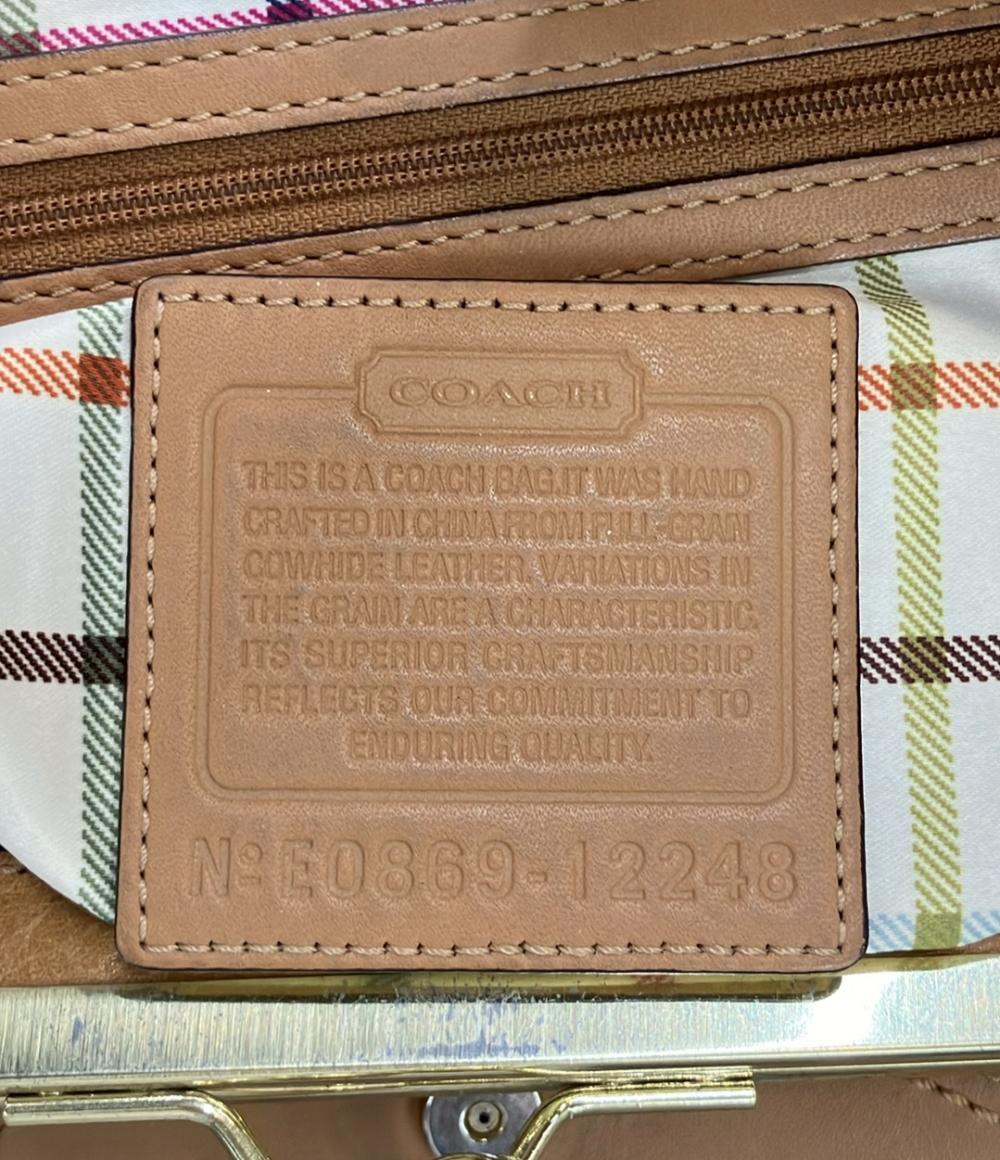 COACH
THIS IS A COACH BAG.IT WAS HAND
CRAFTED IN CHINA FROM FULL-GRAIN
COWHIDE LEATHER. VARIATIONS IN
THE GRAIN ARE A CHARACTERISTIC.
ITS SUPERIOR CRAFTSMANSHIP
REFLECTS OUR COMMITMENT TO
ENDURING QUALITY.
Nº E0869-12248